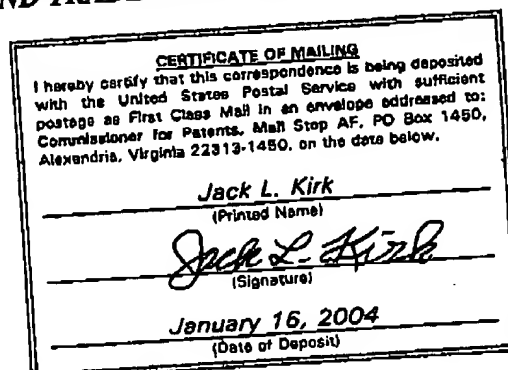 CERTIFICATE OF MAILING
I hereby certify that this correspondence is being deposited
with the United States Postal Service with sufficient
postage as First Class Mail in an envelope addressed to:
Commissioner for Patents, Mail Stop AF, PO Box 1450,
Alexandria, Virginia 22313-1450, on the date below.
Jack L. Kirk
(Printed Name)
Jack L. Kirk
(Signature)
January 16, 2004
(Date of Deposit)